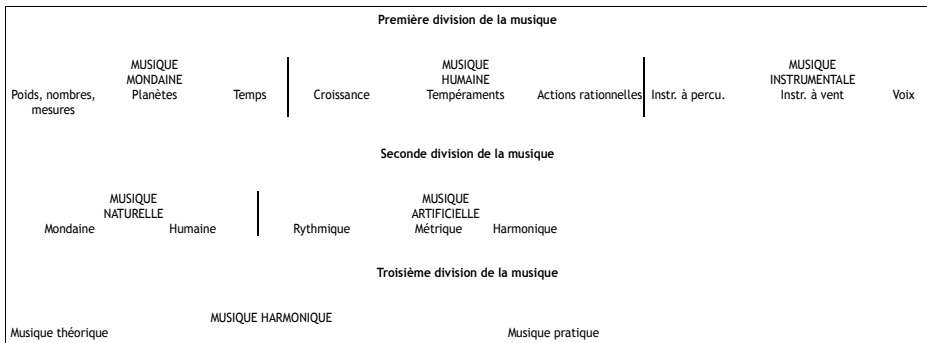 Première division de la musique
MUSIQUE MUSIQUE MUSIQUE
MONDAINE HUMAINE INSTRUMENTALE
Poids, nombres, Planètes Temps Croissance Tempéraments Actions rationnelles Instr. à percu. Instr. à vent Voix
mesures
Seconde division de la musique
MUSIQUE MUSIQUE
NATURELLE ARTIFICIELLE
Mondaine Humaine Rythmique Métrique Harmonique
Troisième division de la musique
MUSIQUE HARMONIQUE
Musique théorique Musique pratique